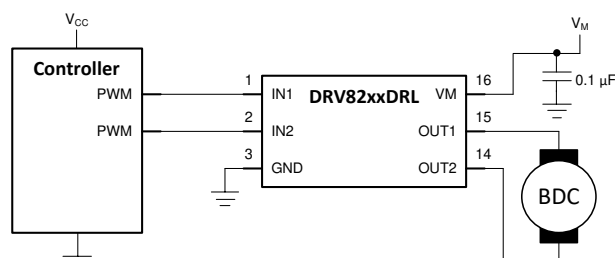 VCC
VM
Controller
DRV82xxDRL
PWM
1
IN1
VM
16
0.1 µF
PWM
2
IN2
OUT1
15
3
GND
OUT2
14
BDC